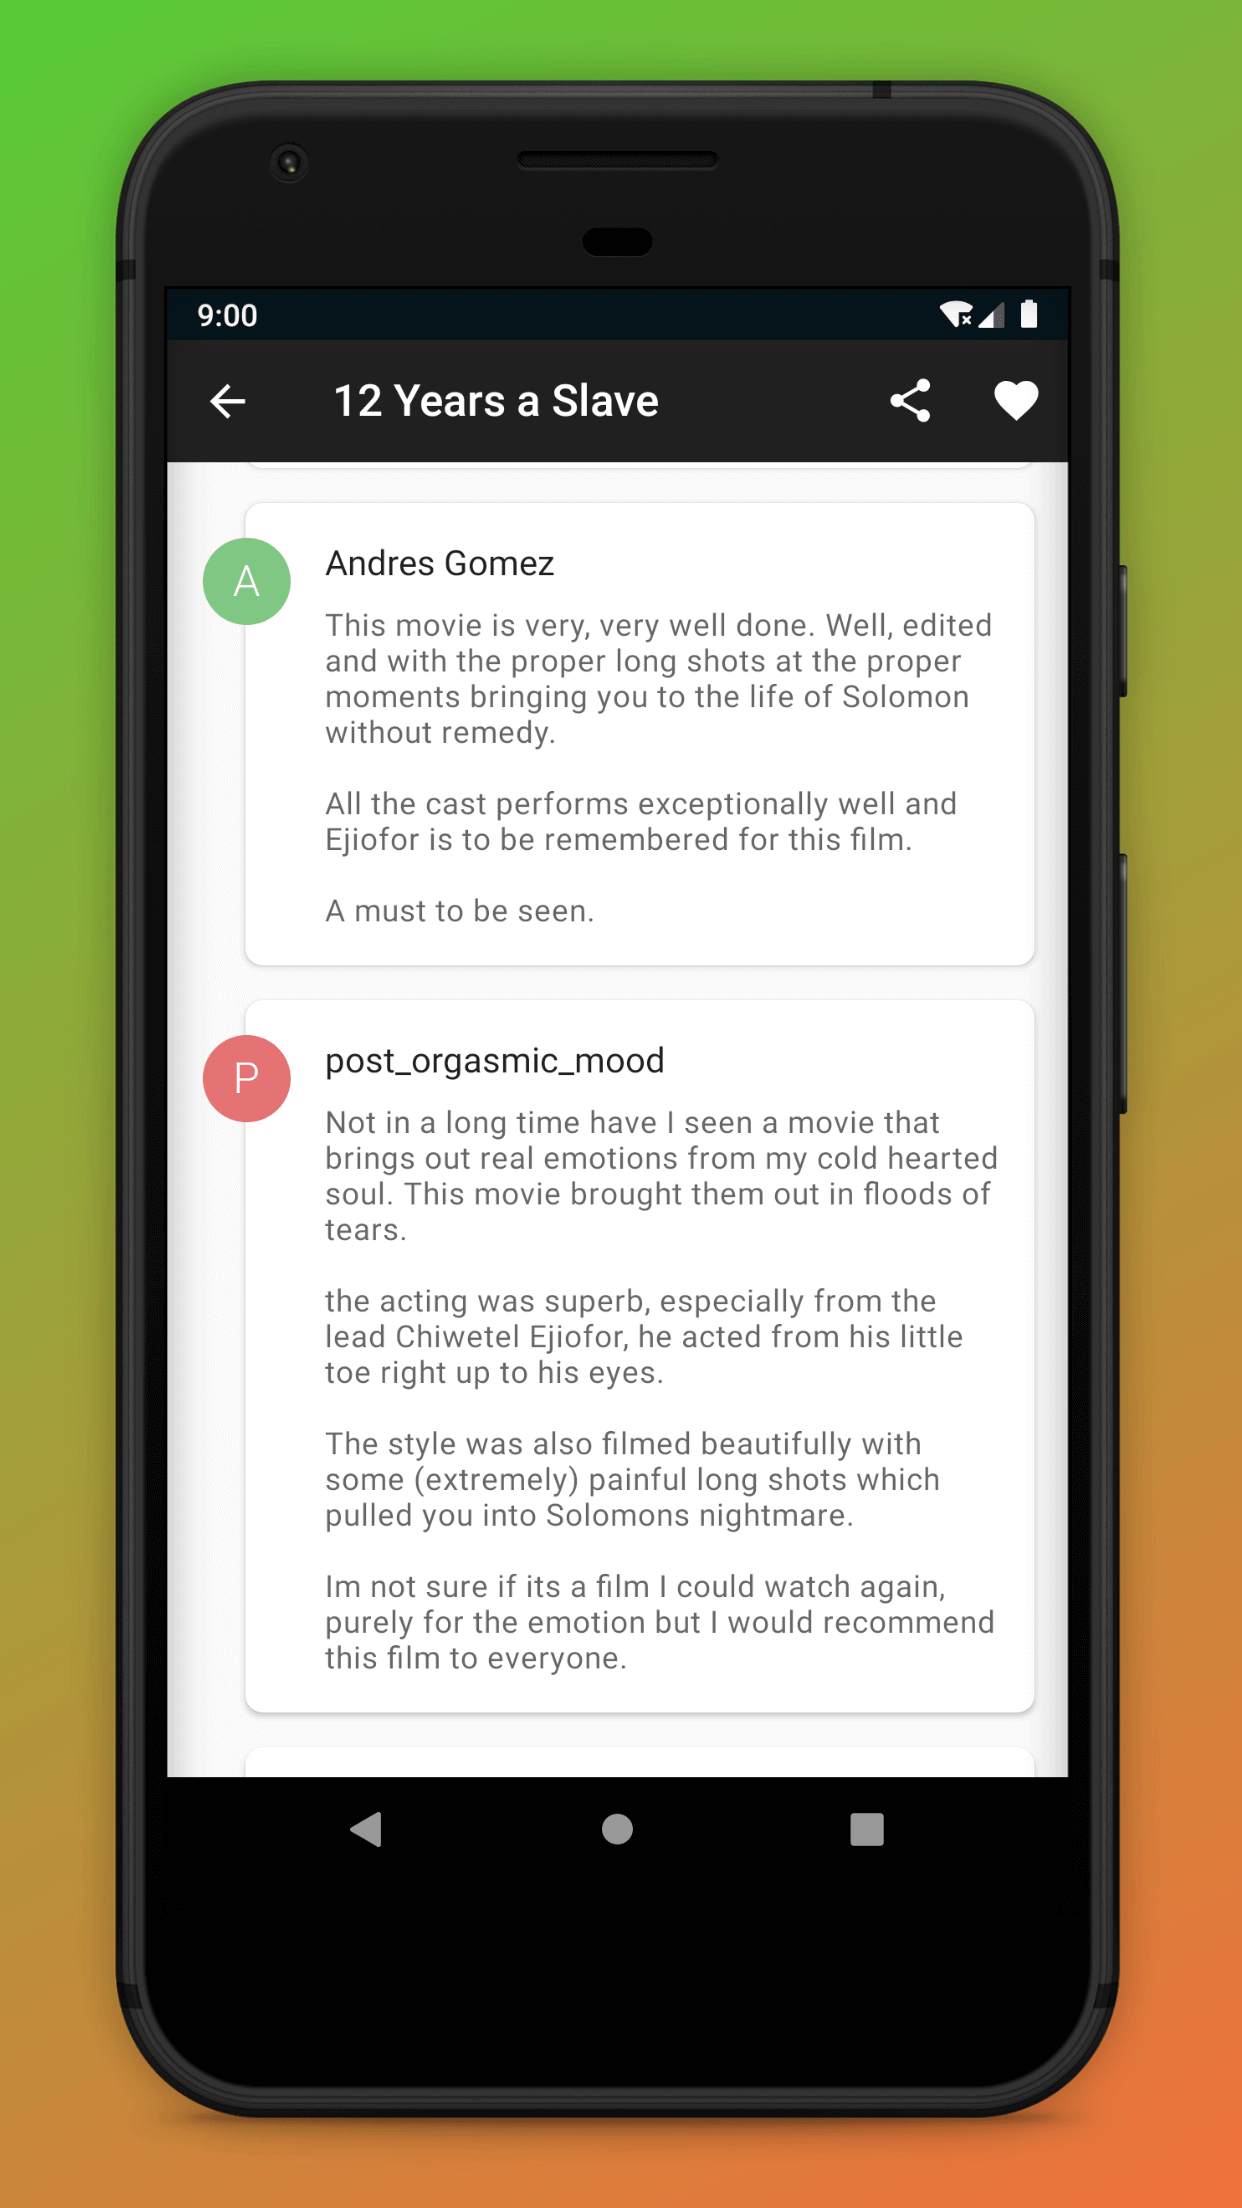 9:00
12 Years a Slave
A
Andres Gomez
This movie is very, very well done. Well, edited
and with the proper long shots at the proper
moments bringing you to the life of Solomon
without remedy.
All the cast performs exceptionally well and
Ejiofor is to be remembered for this film.
A must to be seen.
P
post_orgasmic_mood
Not in a long time have I seen a movie that
brings out real emotions from my cold hearted
soul. This movie brought them out in floods of
tears.
the acting was superb, especially from the
lead Chiwetel Ejiofor, he acted from his little
toe right up to his eyes.
The style was also filmed beautifully with
some (extremely) painful long shots which
pulled you into Solomons nightmare.
Im not sure if its a film I could watch again,
purely for the emotion but I would recommend
this film to everyone.